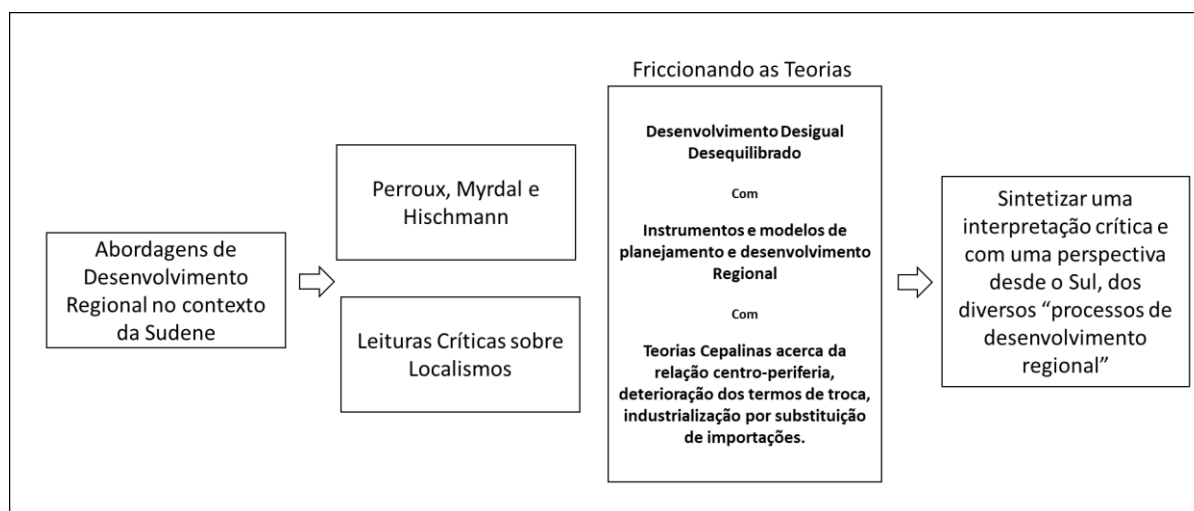 Abordagens de
Desenvolvimento
Regional no contexto
da Sudene
Perroux, Myrdal e
Hischmann
Leituras Críticas sobre
Localismos
Friccionando as Teorias
Desenvolvimento Desigual
Desequilibrado
Com
Instrumentos e modelos de
planejamento e desenvolvimento
Regional
Com
Teorias Cepalinas acerca da
relação centro-periferia,
deterioração dos termos de troca,
industrialização por substituição
de importações.
Sintetizar uma
interpretação crítica e
com uma perspectiva
desde o Sul, dos
diversos “processos de
desenvolvimento
regional”